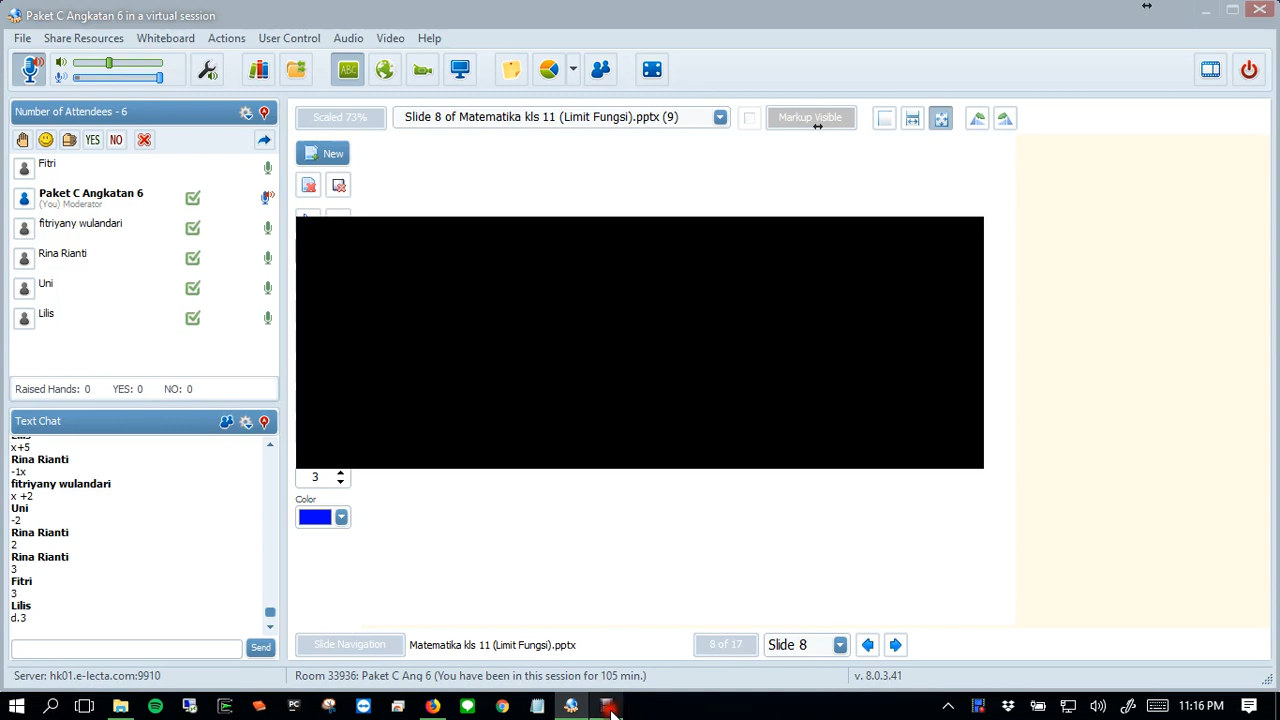 Paket C Angkatan 6 in a virtual session
File Share Resources Whiteboard Actions User Control Audio Video Help
ABC
Number of Attendees - 6
YES NO
Fitri
Paket C Angkatan 6
(You) Moderator
fitriyany wulandari
Rina Rianti
Uni
Lilis
Raised Hands: 0 YES: 0 NO: 0
Text Chat
x+5
Rina Rianti
-1x
fitriyany wulandari
x +2
Uni
-2
Rina Rianti
2
Rina Rianti
3
Fitri
3
Lilis
d.3
Send
Scaled 73%
Slide 8 of Matematika kls 11 (Limit Fungsi).pptx (9)
Markup Visible
New
3
Color
Slide Navigation
Matematika kls 11 (Limit Fungsi).pptx
8 of 17
Slide 8
Server: hk01.e-lecta.com:9910
Room 33936; Paket C Ang 6 (You have been in this session for 105 min.)
v. 8.0.3.41
PC
11:16 PM